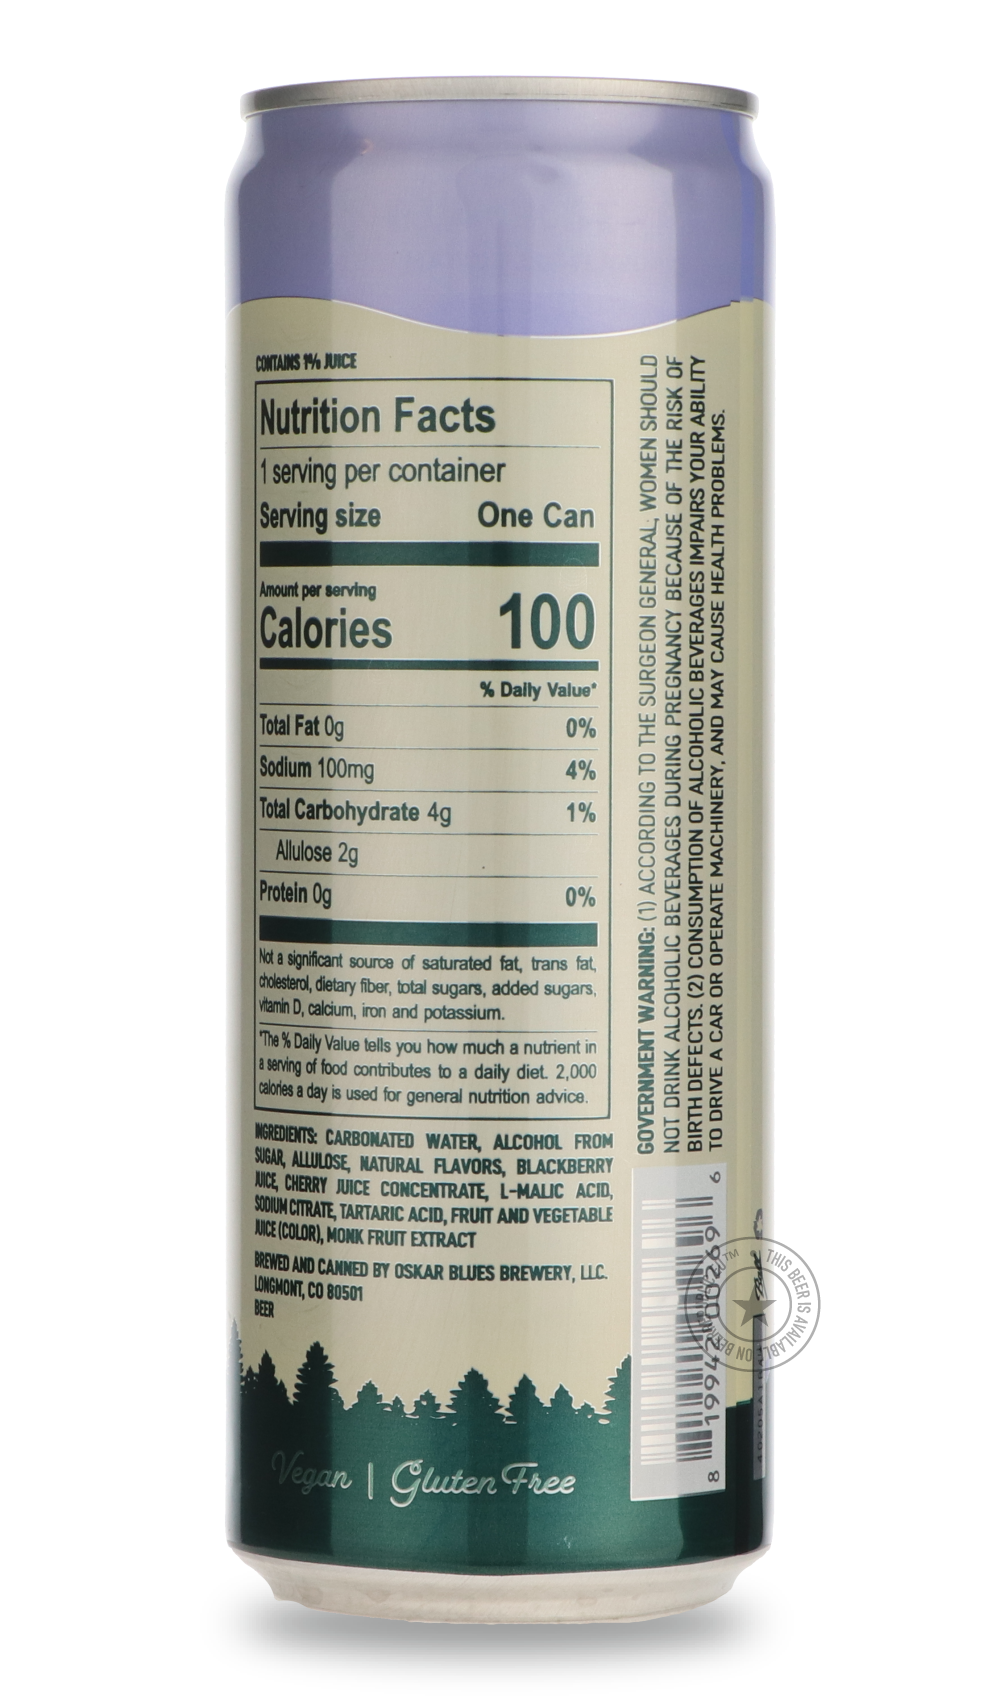 CONTAINS 1% JUICE
Nutrition Facts
1 serving per container
Serving size One Can
Amount per serving
Calories 100
% Daily Value*
Total Fat 0g 0%
Sodium 100mg 4%
Total Carbohydrate 4g 1%
Allulose 2g
Protein 0g 0%
Not a significant source of saturated fat, trans fat,
cholesterol, dietary fiber, total sugars, added sugars,
vitamin D, calcium, iron and potassium.
*The % Daily Value tells you how much a nutrient in
a serving of food contributes to a daily diet. 2,000
calories a day is used for general nutrition advice.
INGREDIENTS: CARBONATED WATER, ALCOHOL FROM
SUGAR, ALLULOSE, NATURAL FLAVORS, BLACKBERRY
JUICE, CHERRY JUICE CONCENTRATE, L-MALIC ACID,
SODIUM CITRATE, TARTARIC ACID, FRUIT AND VEGETABLE
JUICE (COLOR), MONK FRUIT EXTRACT
BREWED AND CANNED BY OSKAR BLUES BREWERY, LLC.
LONGMONT, CO 80501
BEER
Vegan | Gluten Free
GOVERNMENT WARNING: (1) ACCORDING TO THE SURGEON GENERAL, WOMEN SHOULD
NOT DRINK ALCOHOLIC BEVERAGES DURING PREGNANCY BECAUSE OF THE RISK OF
BIRTH DEFECTS. (2) CONSUMPTION OF ALCOHOLIC BEVERAGES IMPAIRS YOUR ABILITY
TO DRIVE A CAR OR OPERATE MACHINERY, AND MAY CAUSE HEALTH PROBLEMS.
8 19942 00269 6
THIS BEER IS AVAILABLE ON